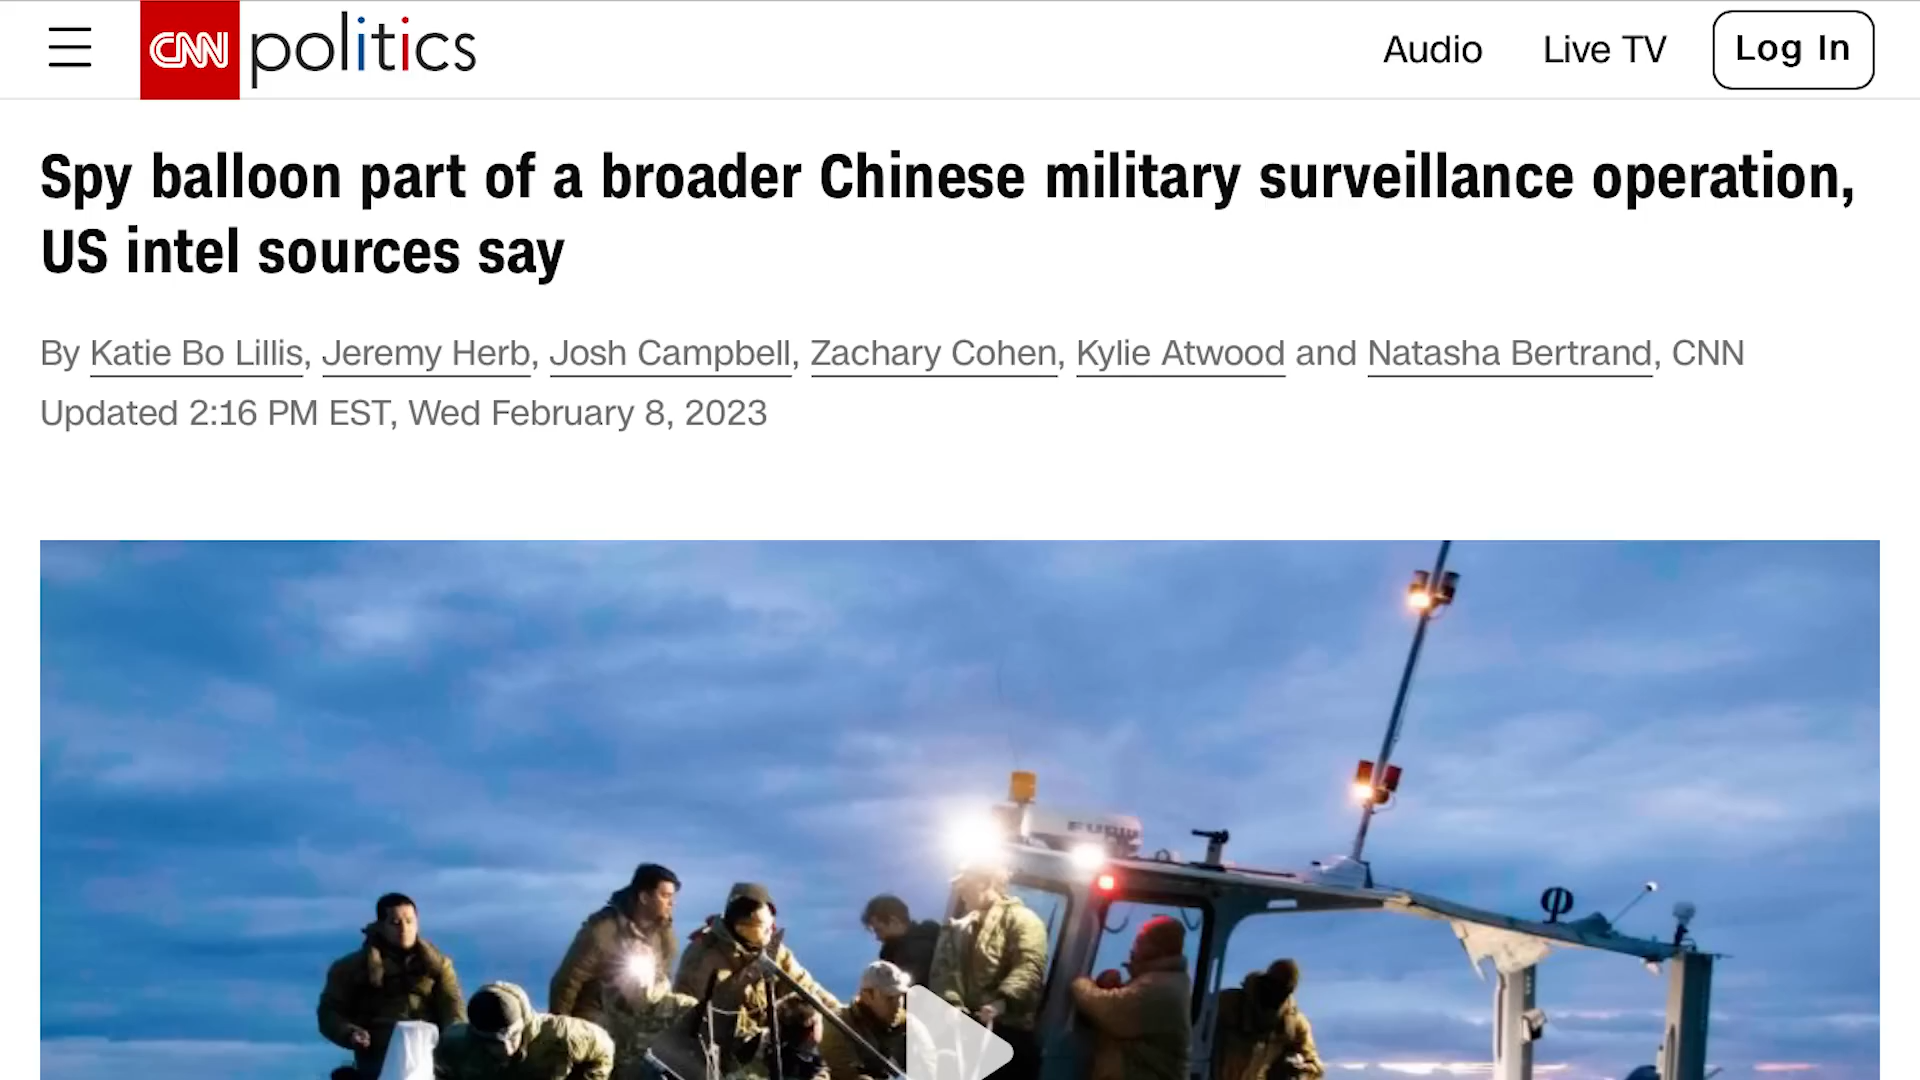 CNN politics
Audio
Live TV
Log In
Spy balloon part of a broader Chinese military surveillance operation,
US intel sources say
By Katie Bo Lillis, Jeremy Herb, Josh Campbell, Zachary Cohen, Kylie Atwood and Natasha Bertrand, CNN
Updated 2:16 PM EST, Wed February 8, 2023